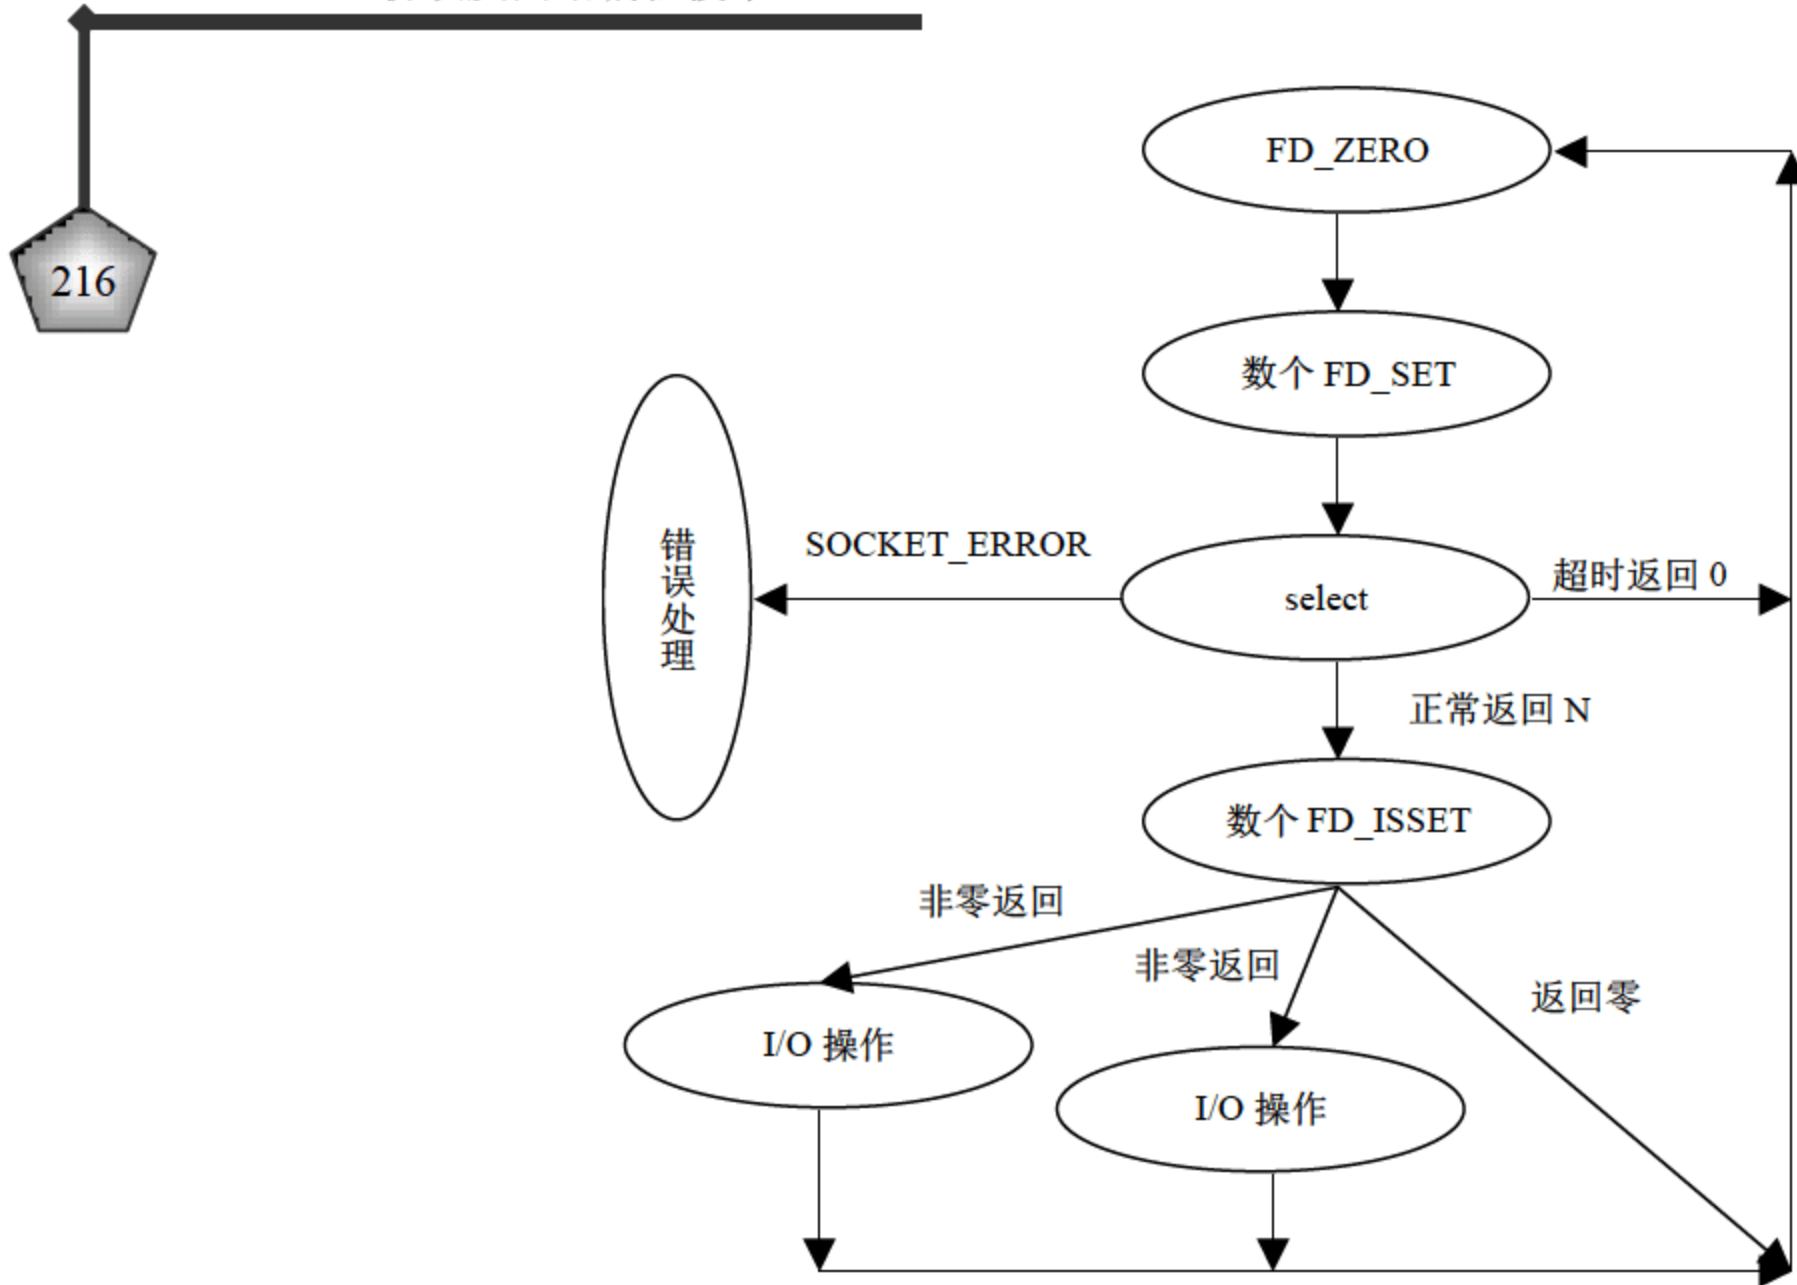 216
FD_ZERO
数个 FD_SET
SOCKET_ERROR
错误处理
select
超时返回 0
正常返回 N
数个 FD_ISSET
非零返回
非零返回
返回零
I/O 操作
I/O 操作